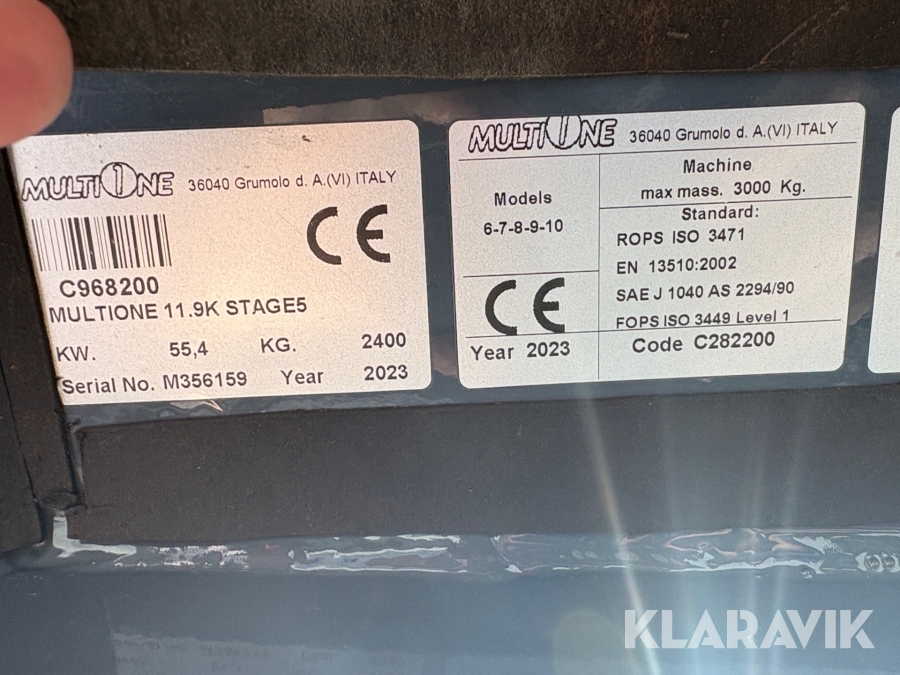 MULTIONE 36040 Grumolo d. A.(VI) ITALY
CE
C968200
MULTIONE 11.9K STAGE5
KW. 55,4 KG. 2400
Serial No. M356159 Year 2023
MULTIONE 36040 Grumolo d. A.(VI) ITALY
Models
6-7-8-9-10
CE
Year 2023
Machine
max mass. 3000 Kg.
Standard:
ROPS ISO 3471
EN 13510:2002
SAE J 1040 AS 2294/90
FOPS ISO 3449 Level 1
Code C282200
KLARAVIK